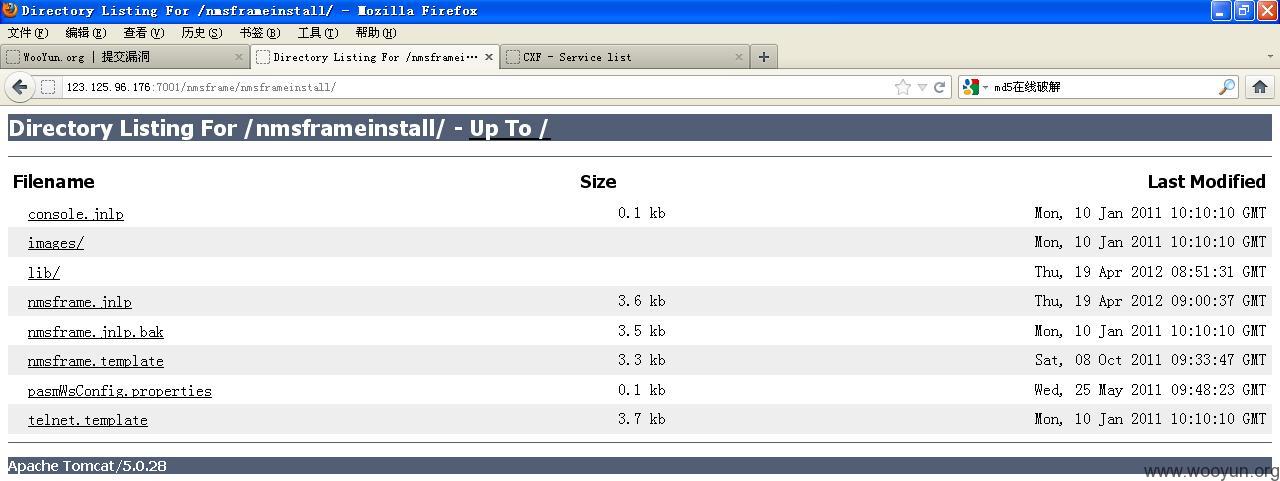 Directory Listing For /nmsframeinstall/ - Mozilla Firefox
文件(F) 编辑(E) 查看(V) 历史(S) 书签(B) 工具(T) 帮助(H)
WooYun.org | 提交漏洞 Directory Listing For /nmsframei... CXF - Service list
123.125.96.176:7001/nmsframe/nmsframeinstall/ md5在线破解
Directory Listing For /nmsframeinstall/ - Up To /
Filename Size Last Modified
console.jnlp 0.1 kb Mon, 10 Jan 2011 10:10:10 GMT
images/ Mon, 10 Jan 2011 10:10:10 GMT
lib/ Thu, 19 Apr 2012 08:51:31 GMT
nmsframe.jnlp 3.6 kb Thu, 19 Apr 2012 09:00:37 GMT
nmsframe.jnlp.bak 3.5 kb Mon, 10 Jan 2011 10:10:10 GMT
nmsframe.template 3.3 kb Sat, 08 Oct 2011 09:33:47 GMT
pasmWsConfig.properties 0.1 kb Wed, 25 May 2011 09:48:23 GMT
telnet.template 3.7 kb Mon, 10 Jan 2011 10:10:10 GMT
Apache Tomcat/5.0.28
www.wooyun.org